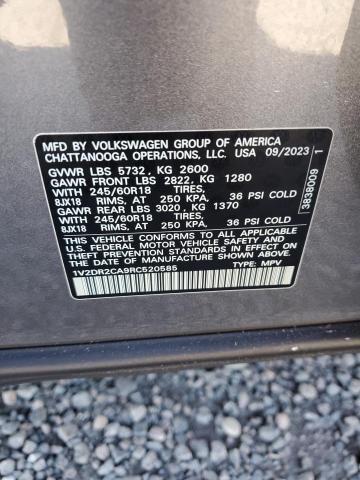 MFD BY VOLKSWAGEN GROUP OF AMERICA
CHATTANOOGA OPERATIONS, LLC. USA 09/2023
GVWR LBS 5732, KG 2600
GAWR FRONT LBS 2822, KG 1280
WITH 245/60R18 TIRES,
8JX18 RIMS, AT 250 KPA, 36 PSI COLD
GAWR REAR LBS 3020, KG 1370
WITH 245/60R18 TIRES,
8JX18 RIMS, AT 250 KPA, 36 PSI COLD
THIS VEHICLE CONFORMS TO ALL APPLICABLE
U.S. FEDERAL MOTOR VEHICLE SAFETY AND
THEFT PREVENTION STANDARDS IN EFFECT ON
THE DATE OF MANUFACTURE SHOWN ABOVE.
1V2DR2CA9RC520585 TYPE: MPV
3838009 1